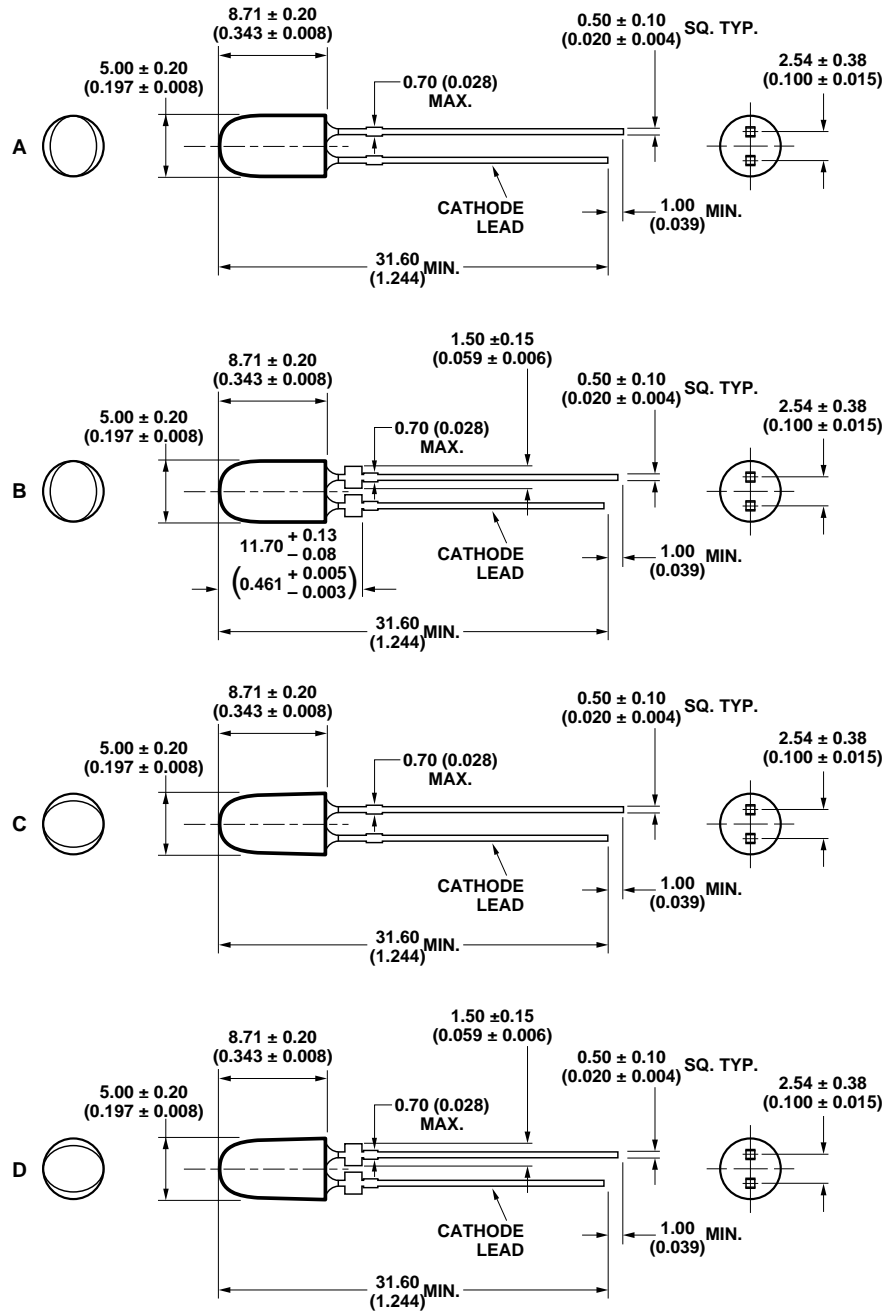 8.71 ± 0.20
(0.343 ± 0.008)
5.00 ± 0.20
(0.197 ± 0.008)
0.70 (0.028)
MAX.
0.50 ± 0.10
(0.020 ± 0.004) SQ. TYP.
2.54 ± 0.38
(0.100 ± 0.015)
A
CATHODE
LEAD
1.00
(0.039) MIN.
31.60
(1.244) MIN.
8.71 ± 0.20
(0.343 ± 0.008)
5.00 ± 0.20
(0.197 ± 0.008)
1.50 ±0.15
(0.059 ± 0.006)
0.70 (0.028)
MAX.
0.50 ± 0.10
(0.020 ± 0.004) SQ. TYP.
2.54 ± 0.38
(0.100 ± 0.015)
B
11.70 + 0.13
– 0.08
(0.461 + 0.005
– 0.003)
CATHODE
LEAD
1.00
(0.039) MIN.
31.60
(1.244) MIN.
8.71 ± 0.20
(0.343 ± 0.008)
5.00 ± 0.20
(0.197 ± 0.008)
0.70 (0.028)
MAX.
0.50 ± 0.10
(0.020 ± 0.004) SQ. TYP.
2.54 ± 0.38
(0.100 ± 0.015)
C
CATHODE
LEAD
1.00
(0.039) MIN.
31.60
(1.244) MIN.
8.71 ± 0.20
(0.343 ± 0.008)
5.00 ± 0.20
(0.197 ± 0.008)
1.50 ±0.15
(0.059 ± 0.006)
0.70 (0.028)
MAX.
0.50 ± 0.10
(0.020 ± 0.004) SQ. TYP.
2.54 ± 0.38
(0.100 ± 0.015)
D
CATHODE
LEAD
1.00
(0.039) MIN.
31.60
(1.244) MIN.